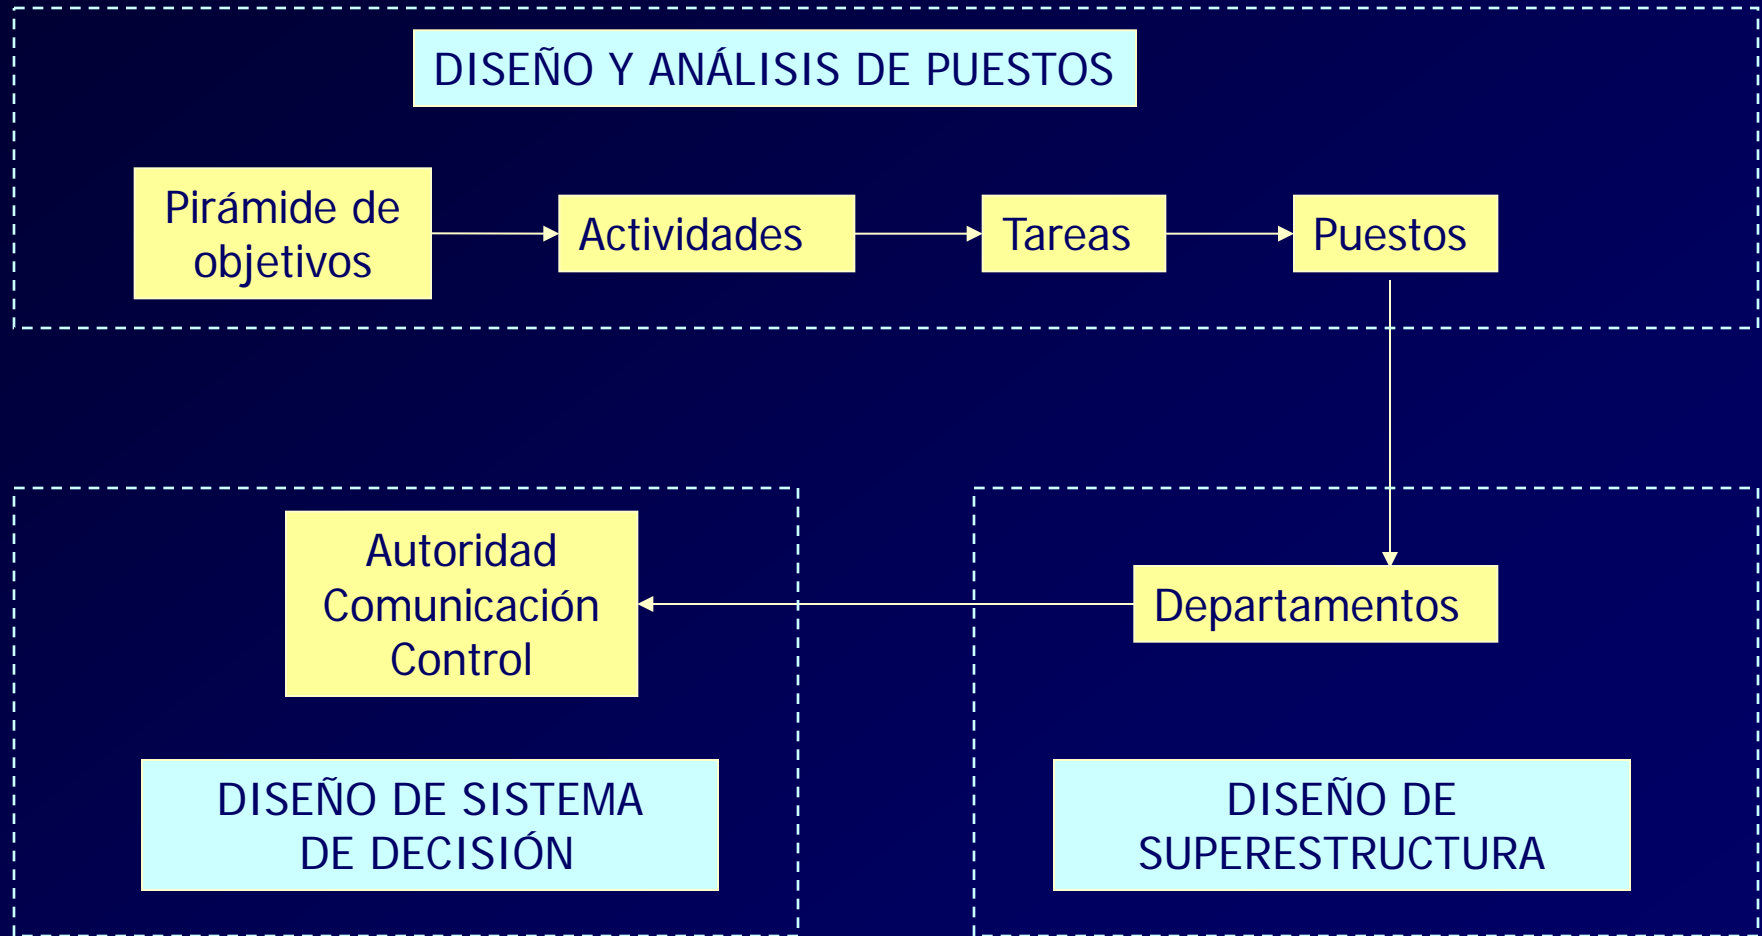 DISEÑO Y ANÁLISIS DE PUESTOS
Pirámide de
objetivos
Actividades
Tareas
Puestos
Autoridad
Comunicación
Control
Departamentos
DISEÑO DE SISTEMA
DE DECISIÓN
DISEÑO DE
SUPERESTRUCTURA